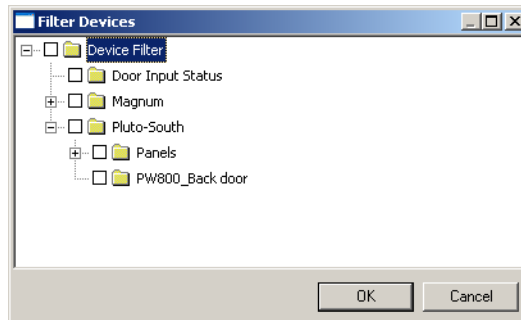 Filter Devices
Device Filter
Door Input Status
Magnum
Pluto-South
Panels
PW800_Back door
OK
Cancel